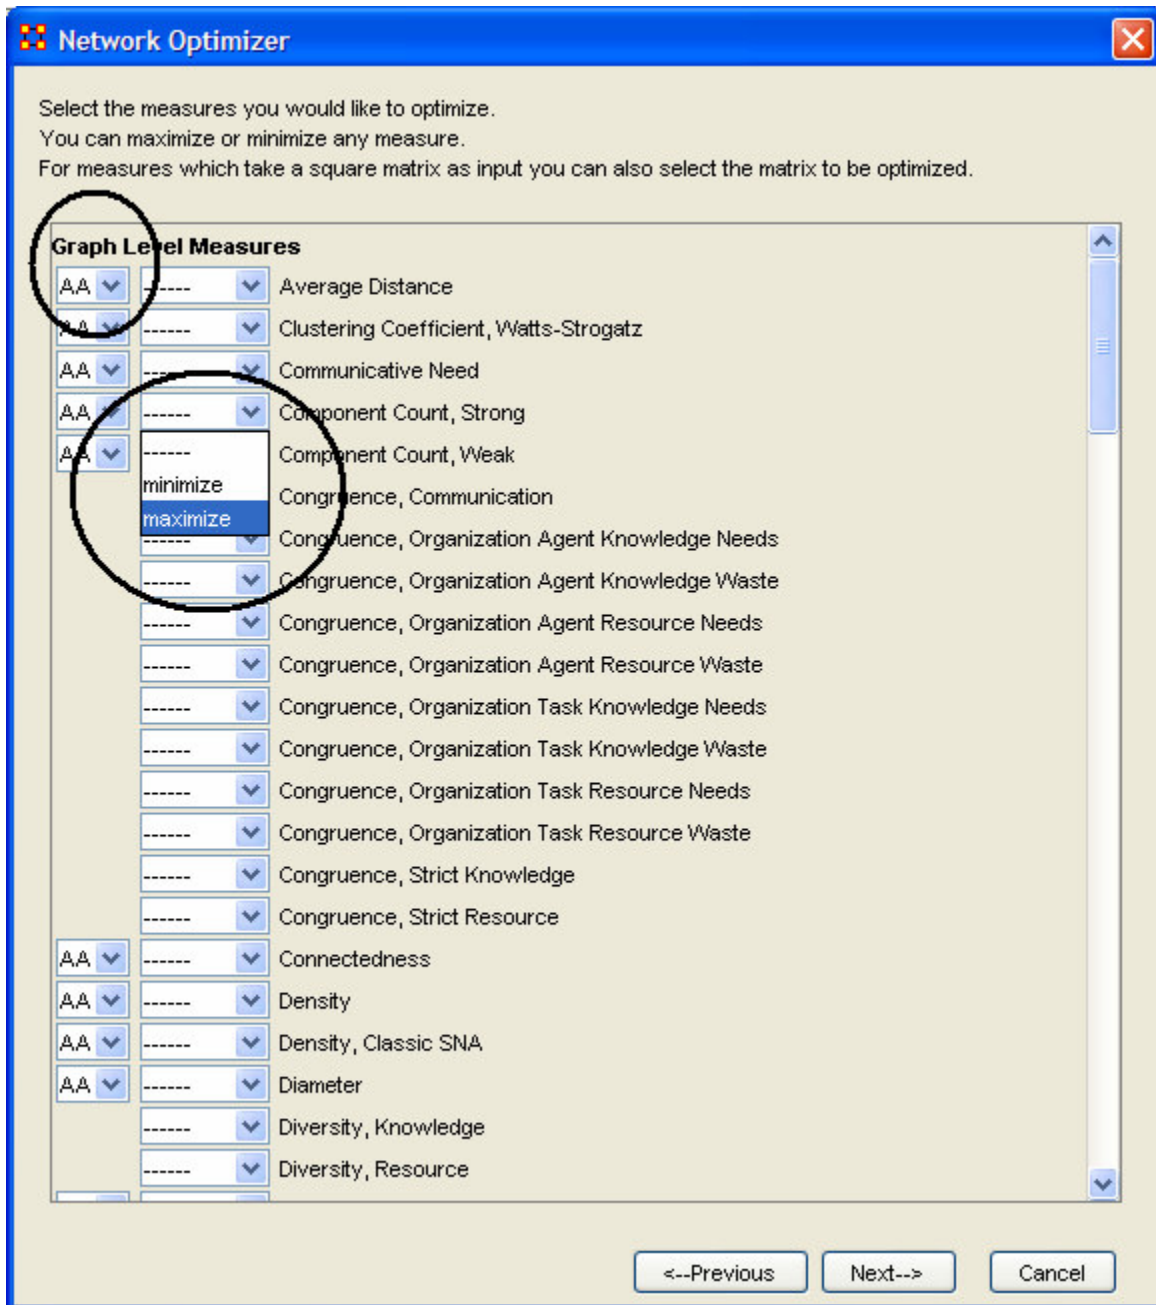 Network Optimizer
Select the measures you would like to optimize.
You can maximize or minimize any measure.
For measures which take a square matrix as input you can also select the matrix to be optimized.
Graph Level Measures
AA ------ Average Distance
AA ------ Clustering Coefficient, Watts-Strogatz
AA ------ Communicative Need
AA ------ Component Count, Strong
AA ------ Component Count, Weak
minimize Congruence, Communication
maximize
------ Congruence, Organization Agent Knowledge Needs
------ Congruence, Organization Agent Knowledge Waste
------ Congruence, Organization Agent Resource Needs
------ Congruence, Organization Agent Resource Waste
------ Congruence, Organization Task Knowledge Needs
------ Congruence, Organization Task Knowledge Waste
------ Congruence, Organization Task Resource Needs
------ Congruence, Organization Task Resource Waste
------ Congruence, Strict Knowledge
------ Congruence, Strict Resource
AA ------ Connectedness
AA ------ Density
AA ------ Density, Classic SNA
AA ------ Diameter
------ Diversity, Knowledge
------ Diversity, Resource
<--Previous Next--> Cancel